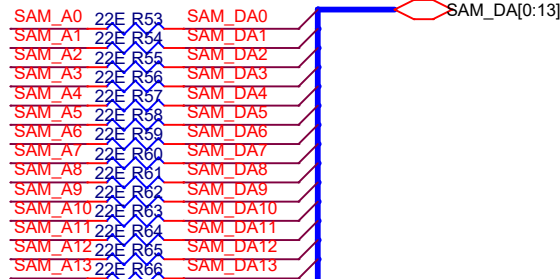 SAM_DA[0:13]
SAM_A0 22E R53 SAM_DA0
SAM_A1 22E R54 SAM_DA1
SAM_A2 22E R55 SAM_DA2
SAM_A3 22E R56 SAM_DA3
SAM_A4 22E R57 SAM_DA4
SAM_A5 22E R58 SAM_DA5
SAM_A6 22E R59 SAM_DA6
SAM_A7 22E R60 SAM_DA7
SAM_A8 22E R61 SAM_DA8
SAM_A9 22E R62 SAM_DA9
SAM_A10 22E R63 SAM_DA10
SAM_A11 22E R64 SAM_DA11
SAM_A12 22E R65 SAM_DA12
SAM_A13 22E R66 SAM_DA13